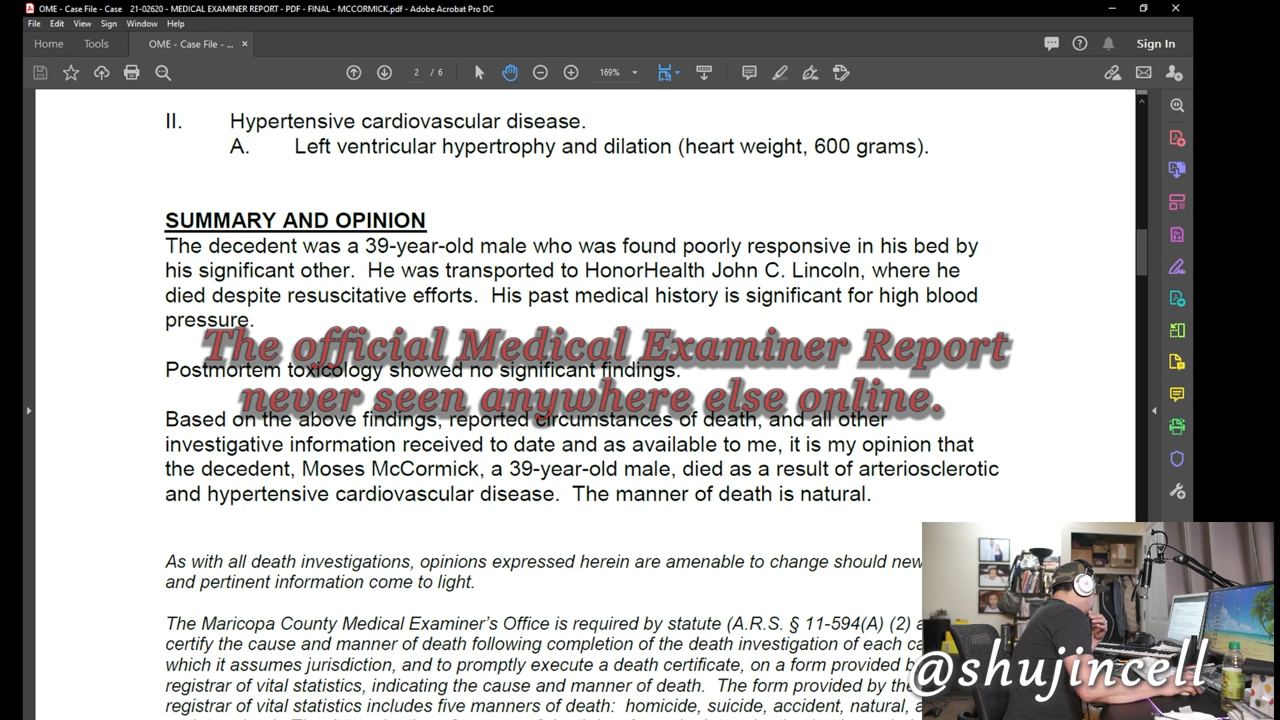 OME - Case File - Case 21-02620 - MEDICAL EXAMINER REPORT - PDF - FINAL - MCCORMICK.pdf - Adobe Acrobat Pro DC
File Edit View Sign Window Help
Home Tools OME - Case File - ... × Sign In
2 / 6 169%
II. Hypertensive cardiovascular disease.
A. Left ventricular hypertrophy and dilation (heart weight, 600 grams).
SUMMARY AND OPINION
The decedent was a 39-year-old male who was found poorly responsive in his bed by
his significant other. He was transported to HonorHealth John C. Lincoln, where he
died despite resuscitative efforts. His past medical history is significant for high blood
pressure.
The official Medical Examiner Report
Postmortem toxicology showed no significant findings.
never seen anywhere else online.
Based on the above findings, reported circumstances of death, and all other
investigative information received to date and as available to me, it is my opinion that
the decedent, Moses McCormick, a 39-year-old male, died as a result of arteriosclerotic
and hypertensive cardiovascular disease. The manner of death is natural.
As with all death investigations, opinions expressed herein are amenable to change should new
and pertinent information come to light.
The Maricopa County Medical Examiner's Office is required by statute (A.R.S. § 11-594(A) (2)
certify the cause and manner of death following completion of the death investigation of each
which it assumes jurisdiction, and to promptly execute a death certificate, on a form provided
@shujincell
registrar of vital statistics, indicating the cause and manner of death. The form provided by the
registrar of vital statistics includes five manners of death: homicide, suicide, accident, natural,